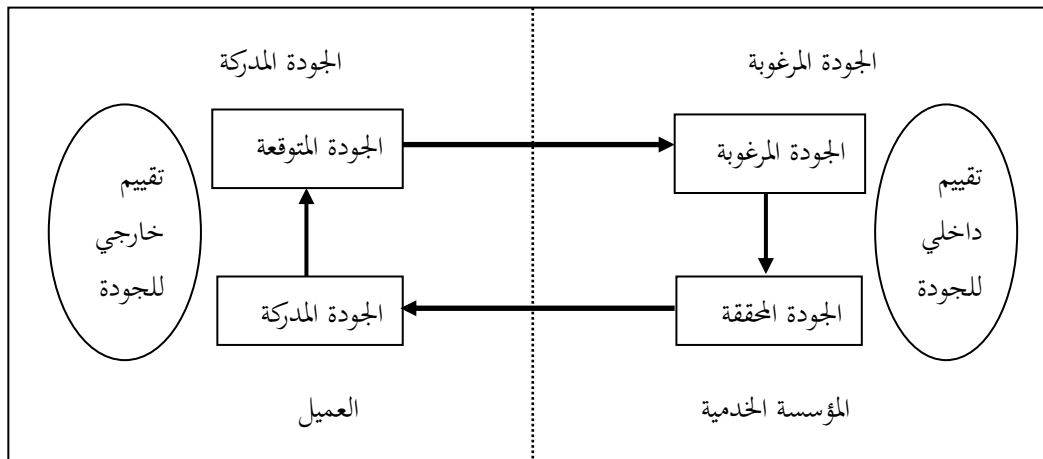 الجودة المرغوبة
الجودة المدركة
الجودة المرغوبة
الجودة المتوقعة
تقييم
داخلي
للجودة
تقييم
خارجي
للجودة
الجودة المحققة
الجودة المدركة
المؤسسة الخدمية
العميل